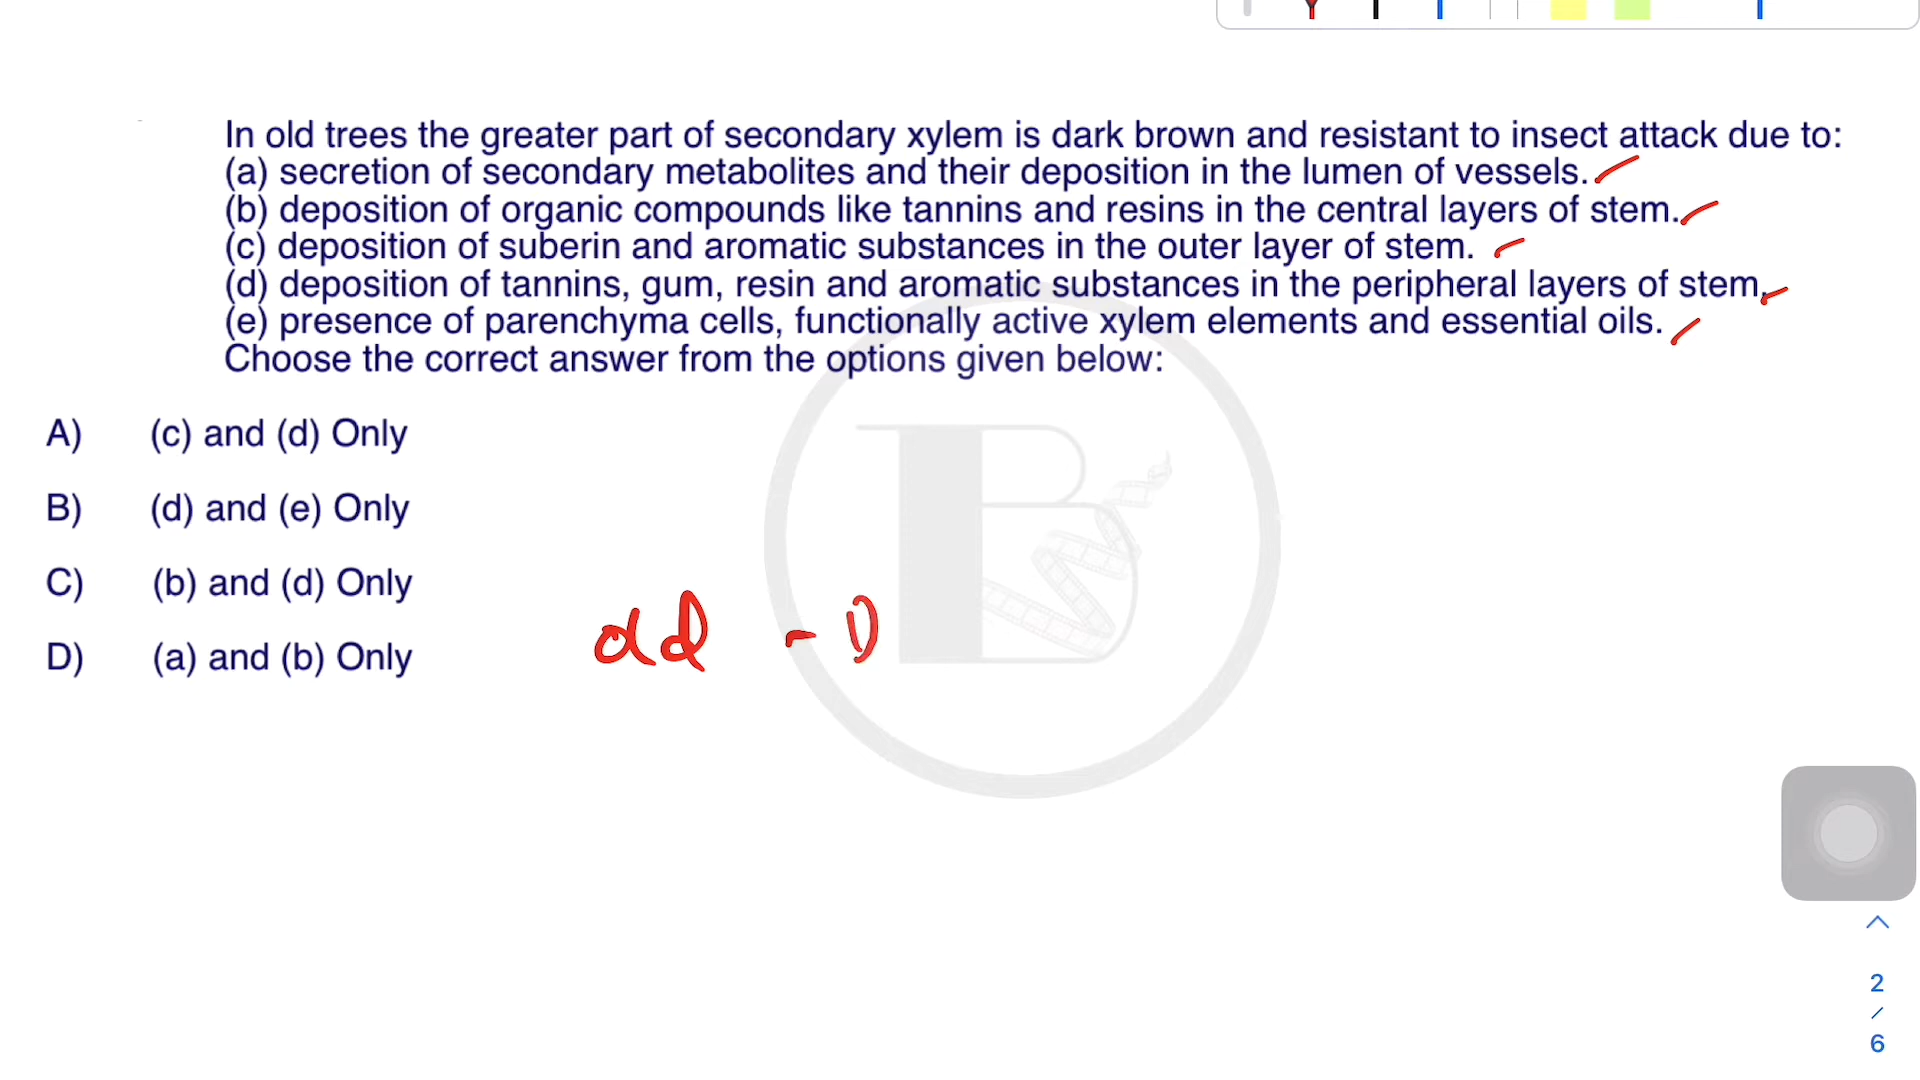 In old trees the greater part of secondary xylem is dark brown and resistant to insect attack due to:
(a) secretion of secondary metabolites and their deposition in the lumen of vessels.
(b) deposition of organic compounds like tannins and resins in the central layers of stem.
(c) deposition of suberin and aromatic substances in the outer layer of stem.
(d) deposition of tannins, gum, resin and aromatic substances in the peripheral layers of stem.
(e) presence of parenchyma cells, functionally active xylem elements and essential oils.
Choose the correct answer from the options given below:
A) (c) and (d) Only
B) (d) and (e) Only
C) (b) and (d) Only
D) (a) and (b) Only
2
/
6